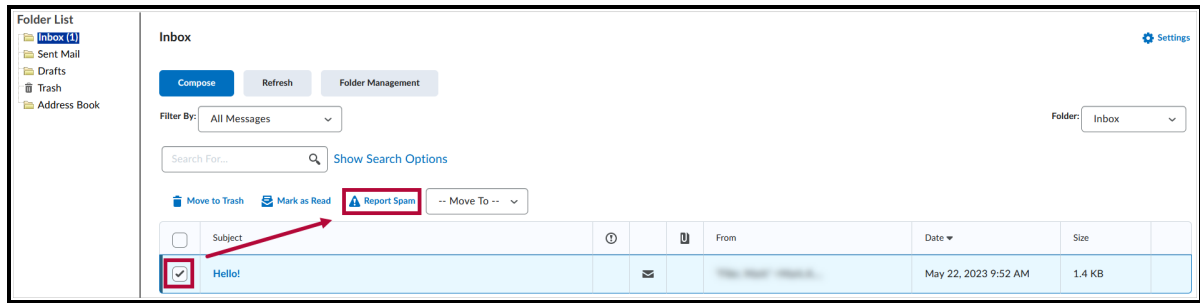 Folder List
Inbox (1)
Sent Mail
Drafts
Trash
Address Book
Inbox
Settings
Compose Refresh Folder Management
Filter By: All Messages Folder: Inbox
Search For... Show Search Options
Move to Trash Mark as Read Report Spam -- Move To --
Subject From Date Size
Hello! May 22, 2023 9:52 AM 1.4 KB